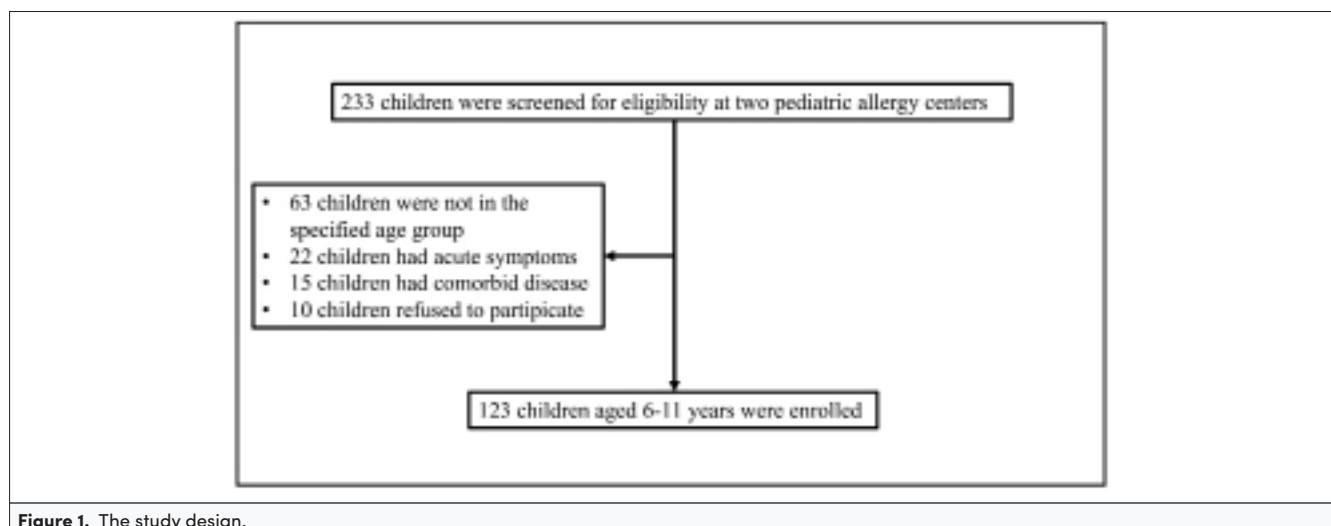 233 children were screened for eligibility at two pediatric allergy centers
• 63 children were not in the
specified age group
• 22 children had acute symptoms
• 15 children had comorbid disease
• 10 children refused to partipicate
123 children aged 6-11 years were enrolled
Figure 1. The study design.